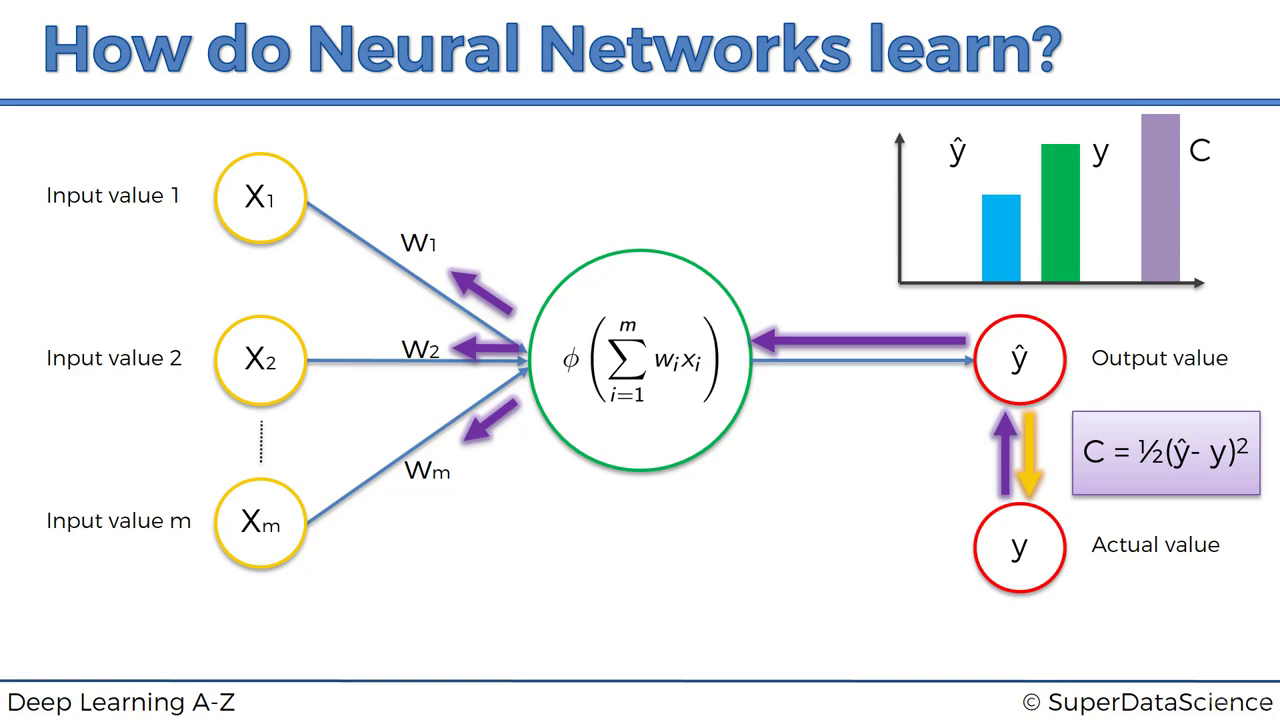 How do Neural Networks learn?
ŷ
y
C
Input value 1
X₁
W₁
Input value 2
X₂
W₂
ϕ(∑ᵢ₌₁ᵐ wᵢxᵢ)
ŷ
Output value
C = ½(ŷ- y)²
Wm
Input value m
Xm
y
Actual value
Deep Learning A-Z
© SuperDataScience